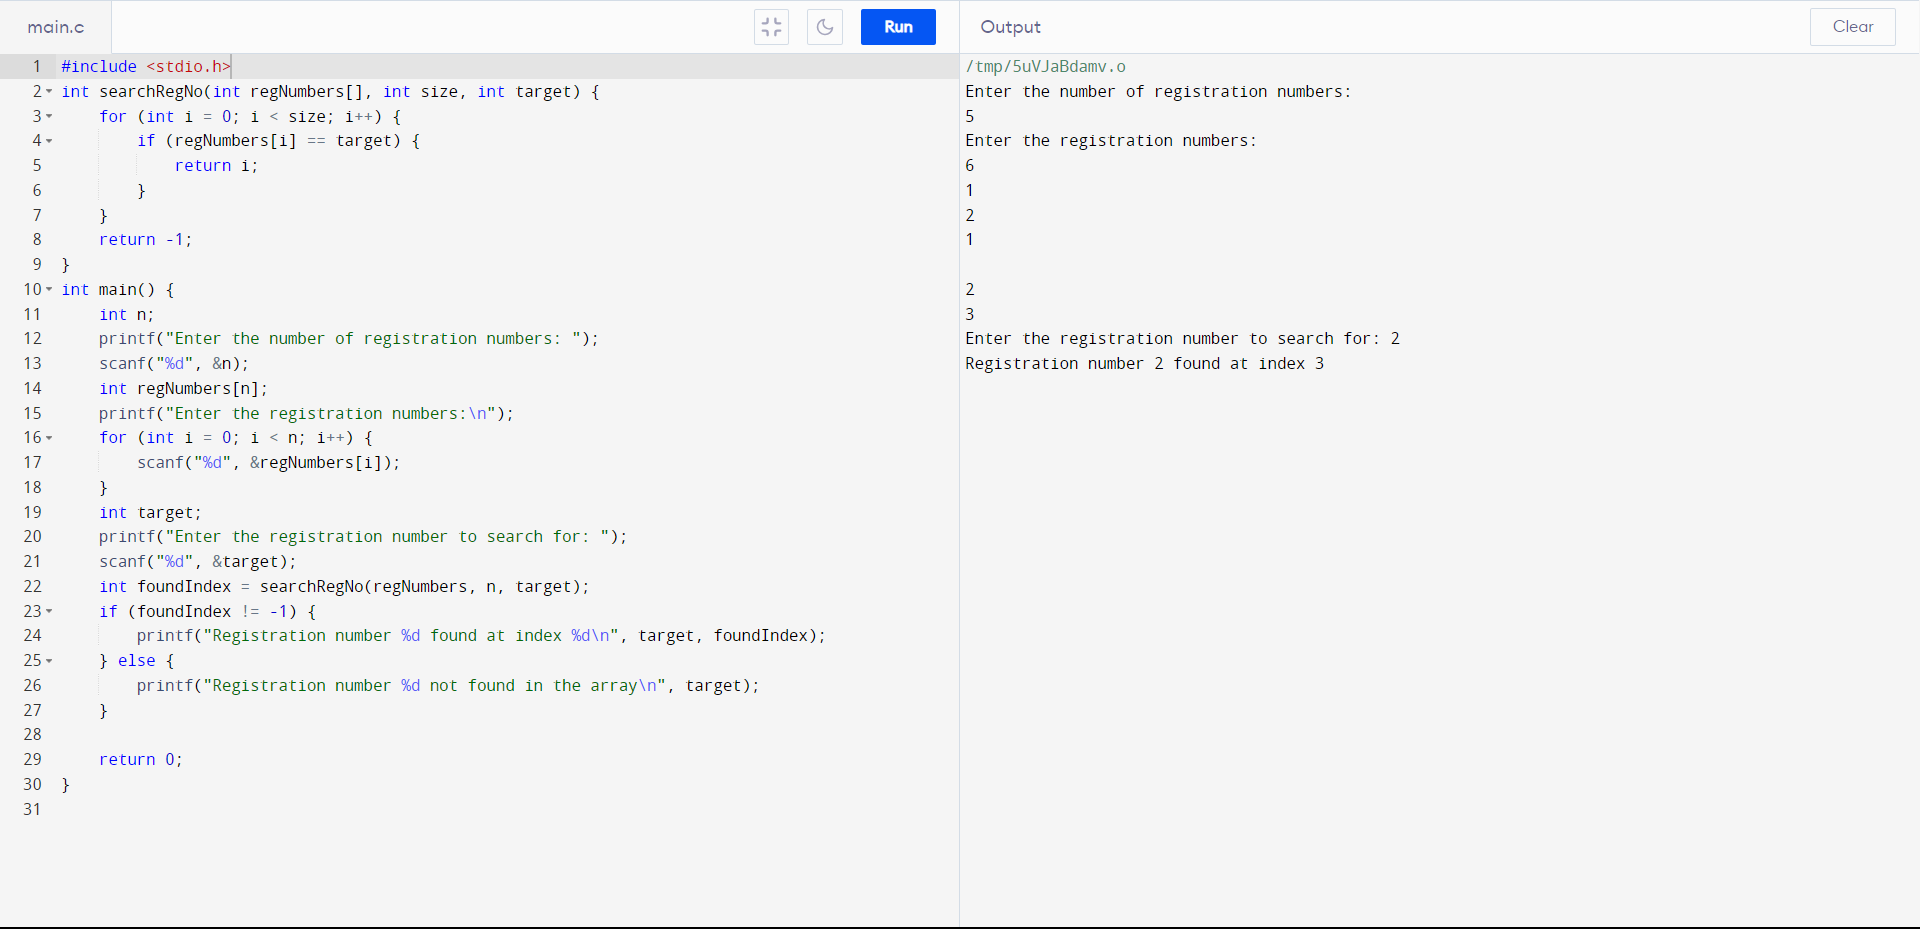 main.c
Run
Output
Clear
1 #include <stdio.h>
2 int searchRegNo(int regNumbers[], int size, int target) {
3     for (int i = 0; i < size; i++) {
4         if (regNumbers[i] == target) {
5             return i;
6         }
7     }
8     return -1;
9 }
10 int main() {
11     int n;
12     printf("Enter the number of registration numbers: ");
13     scanf("%d", &n);
14     int regNumbers[n];
15     printf("Enter the registration numbers:\n");
16     for (int i = 0; i < n; i++) {
17         scanf("%d", &regNumbers[i]);
18     }
19     int target;
20     printf("Enter the registration number to search for: ");
21     scanf("%d", &target);
22     int foundIndex = searchRegNo(regNumbers, n, target);
23     if (foundIndex != -1) {
24         printf("Registration number %d found at index %d\n", target, foundIndex);
25     } else {
26         printf("Registration number %d not found in the array\n", target);
27     }
28
29     return 0;
30 }
31
/tmp/5uVJaBdamv.o
Enter the number of registration numbers:
5
Enter the registration numbers:
6
1
2
1
2
3
Enter the registration number to search for: 2
Registration number 2 found at index 3